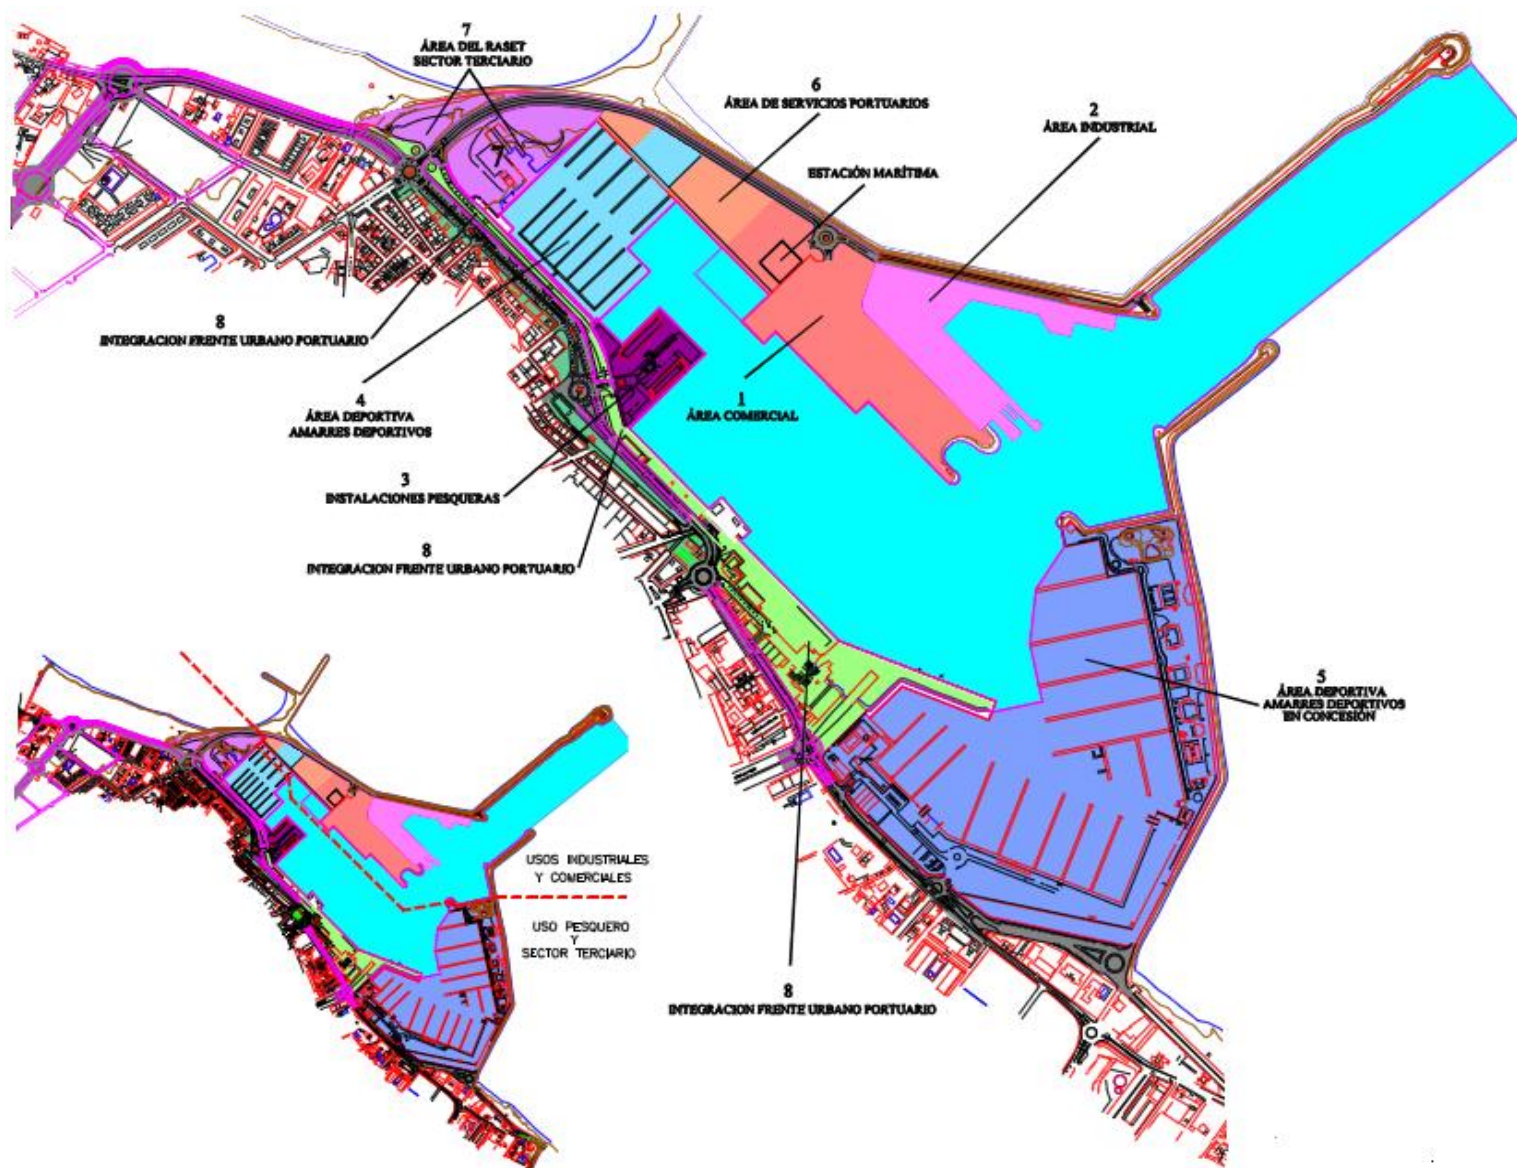 7
ÁREA DEL RASET
SECTOR TERCIARIO
6
ÁREA DE SERVICIOS PORTUARIOS
2
ÁREA INDUSTRIAL
ESTACIÓN MARÍTIMA
8
INTEGRACION FRENTE URBANO PORTUARIO
4
ÁREA DEPORTIVA
AMARRES DEPORTIVOS
1
ÁREA COMERCIAL
3
INSTALACIONES PESQUERAS
8
INTEGRACION FRENTE URBANO PORTUARIO
5
ÁREA DEPORTIVA
AMARRES DEPORTIVOS
EN CONCESIÓN
USOS INDUSTRIALES
Y COMERCIALES
USO PESQUERO
Y
SECTOR TERCIARIO
8
INTEGRACION FRENTE URBANO PORTUARIO